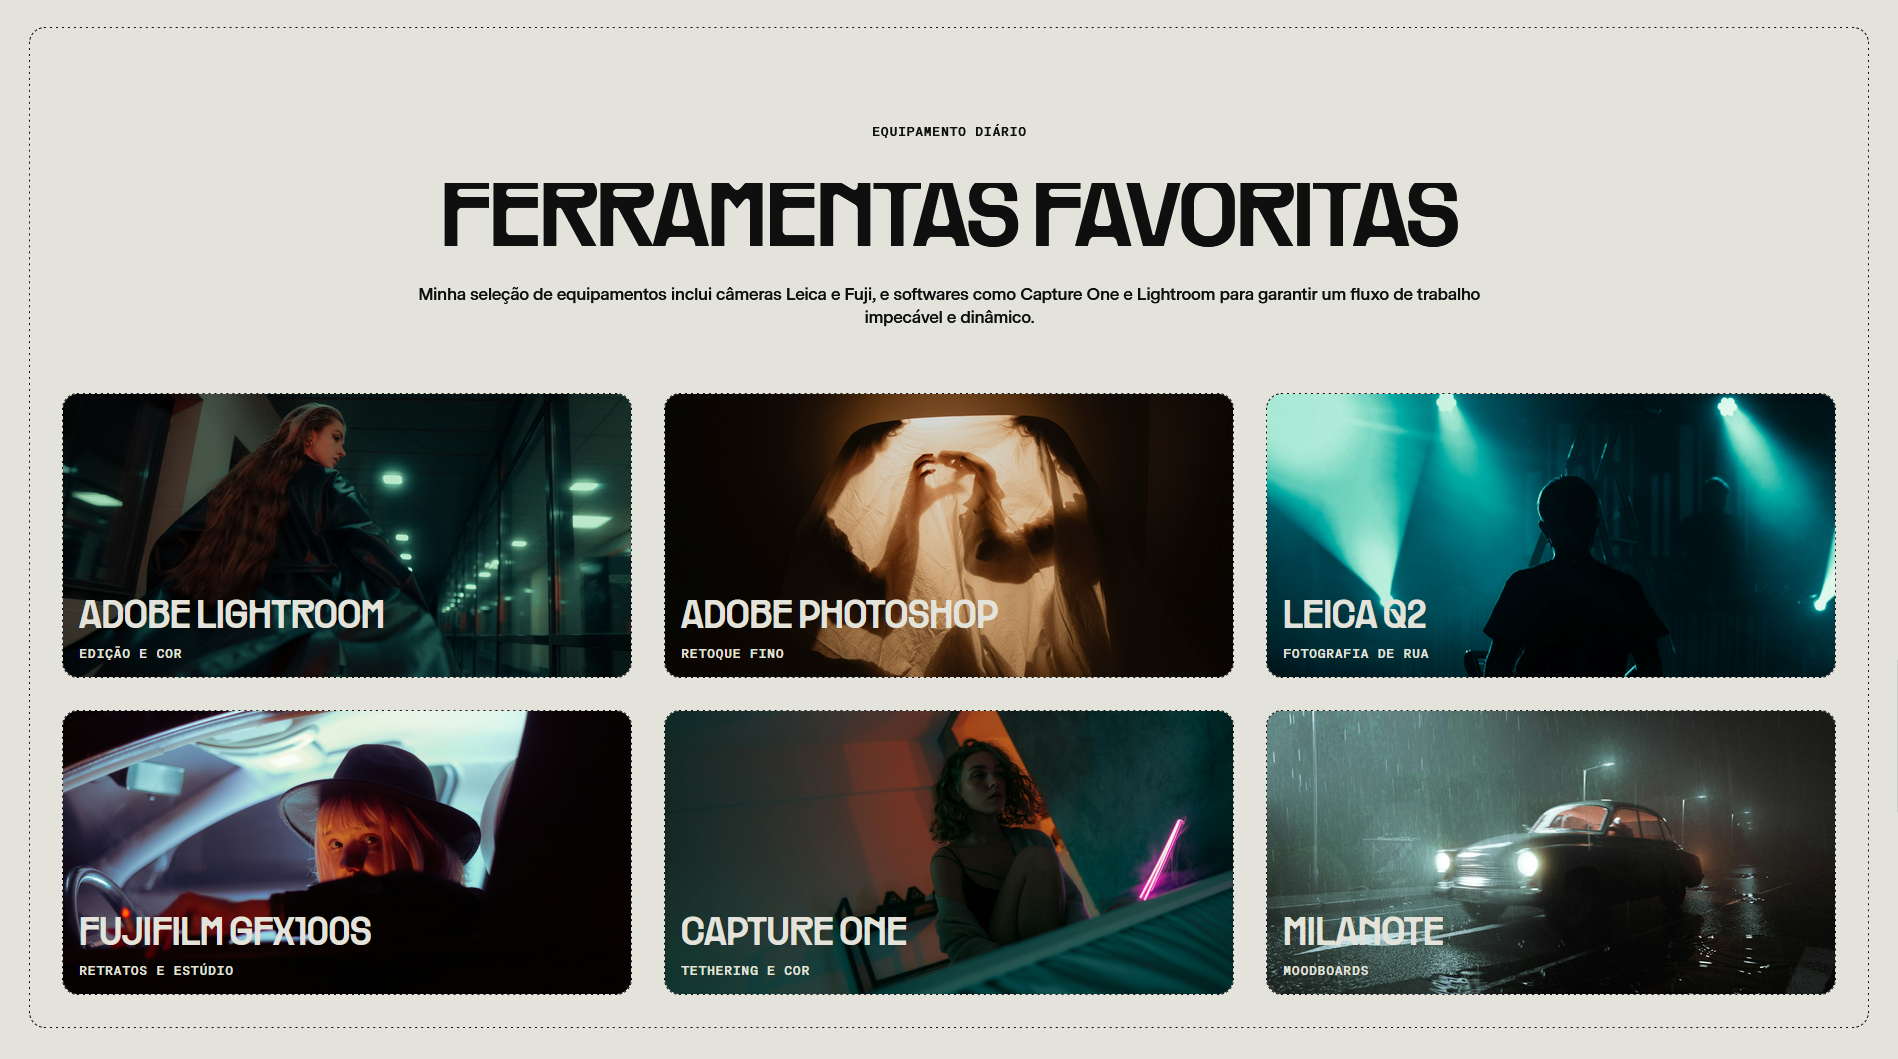 EQUIPAMENTO DIÁRIO
FERRAMENTAS FAVORITAS
Minha seleção de equipamentos inclui câmeras Leica e Fuji, e softwares como Capture One e Lightroom para garantir um fluxo de trabalho
impecável e dinâmico.
ADOBE LIGHTROOM
EDIÇÃO E COR
ADOBE PHOTOSHOP
RETOQUE FINO
LEICA Q2
FOTOGRAFIA DE RUA
FUJIFILM GFX100S
RETRATOS E ESTÚDIO
CAPTURE ONE
TETHERING E COR
MILANOTE
MOODBOARDS